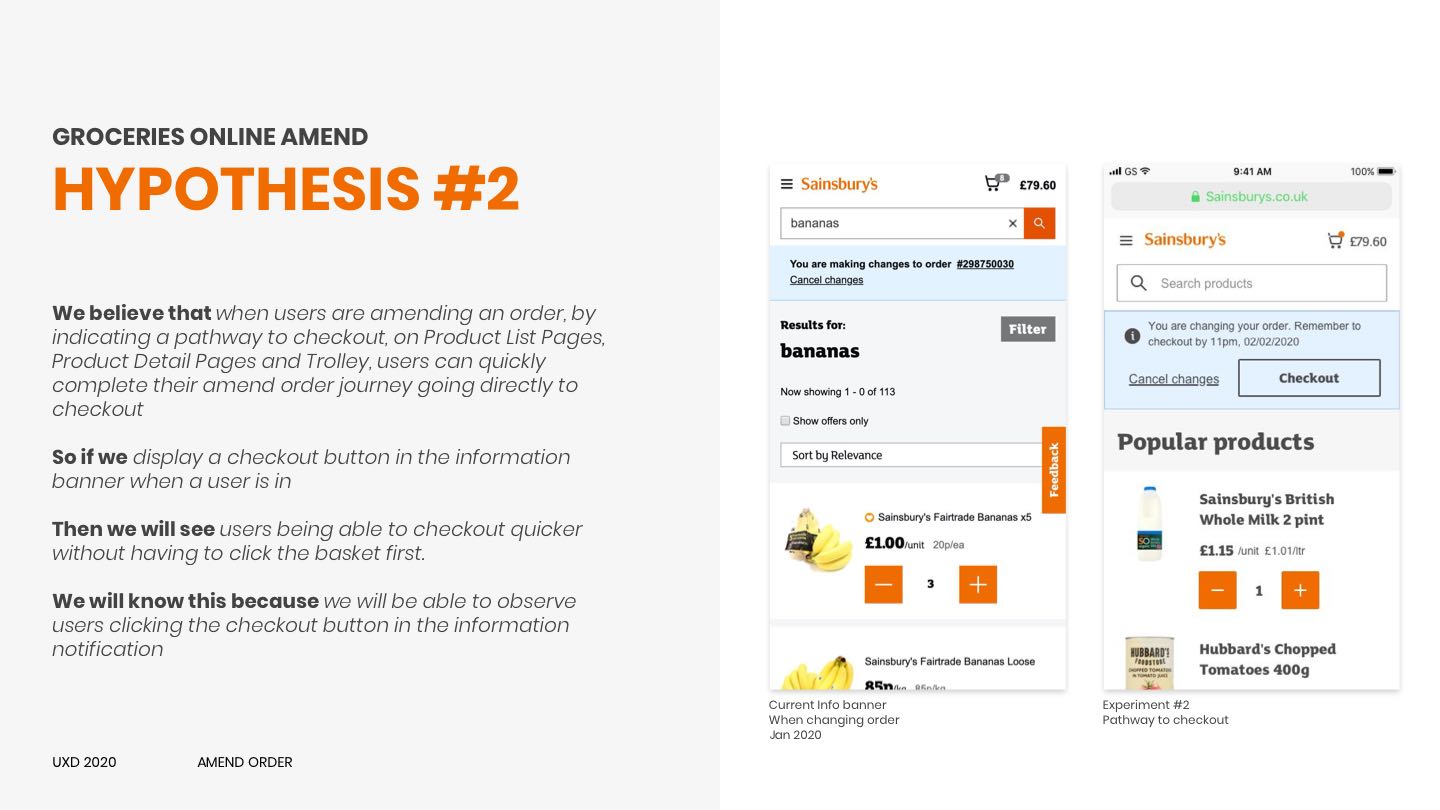 GROCERIES ONLINE AMEND
HYPOTHESIS #2
We believe that when users are amending an order, by
indicating a pathway to checkout, on Product List Pages,
Product Detail Pages and Trolley, users can quickly
complete their amend order journey going directly to
checkout
So if we display a checkout button in the information
banner when a user is in
Then we will see users being able to checkout quicker
without having to click the basket first.
We will know this because we will be able to observe
users clicking the checkout button in the information
notification
UXD 2020 AMEND ORDER
Sainsbury's 8 £79.60
bananas
You are making changes to order #298750030
Cancel changes
Results for:
Filter
bananas
Now showing 1 - 0 of 113
Show offers only
Sort by Relevance
Feedback
Sainsbury's Fairtrade Bananas x5
£1.00/unit 20p/ea
3
Sainsbury's Fairtrade Bananas Loose
85p/kg 85p/kg
Current Info banner
When changing order
Jan 2020
GS 9:41 AM 100%
Sainsburys.co.uk
Sainsbury's £79.60
Search products
You are changing your order. Remember to
checkout by 11pm, 02/02/2020
Cancel changes Checkout
Popular products
Sainsbury's British
Whole Milk 2 pint
£1.15 /unit £1.01/ltr
1
HUBBARD'S
FOODSTORE
CHOPPED TOMATOES
IN TOMATO JUICE
Hubbard's Chopped
Tomatoes 400g
Experiment #2
Pathway to checkout